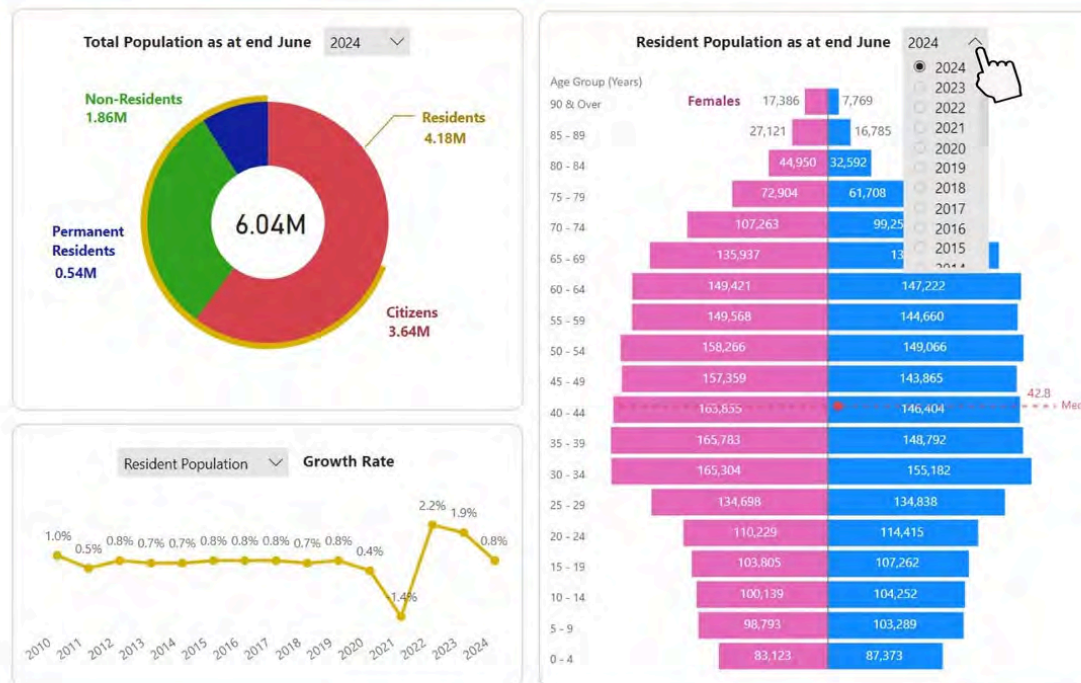 Total Population as at end June 2024
Non-Residents
1.86M
Residents
4.18M
6.04M
Permanent
Residents
0.54M
Citizens
3.64M
Resident Population Growth Rate
1.0% 0.5% 0.8% 0.7% 0.7% 0.8% 0.8% 0.8% 0.7% 0.8% 0.4% -1.4% 2.2% 1.9% 0.8%
2010 2011 2012 2013 2014 2015 2016 2017 2018 2019 2020 2021 2022 2023 2024
Resident Population as at end June 2024
2024
2023
2022
2021
2020
2019
2018
2017
2016
2015
2014
Age Group (Years)
90 & Over Females 17,386 7,769
85 - 89 27,121 16,785
80 - 84 44,950 32,592
75 - 79 72,904 61,708
70 - 74 107,263 99,25
65 - 69 135,937 13
60 - 64 149,421 147,222
55 - 59 149,568 144,660
50 - 54 158,266 149,066
45 - 49 157,359 143,865
42.8
40 - 44 163,855 146,404 Med
35 - 39 165,783 148,792
30 - 34 165,304 155,182
25 - 29 134,698 134,838
20 - 24 110,229 114,415
15 - 19 103,805 107,262
10 - 14 100,139 104,252
5 - 9 98,793 103,289
0 - 4 83,123 87,373